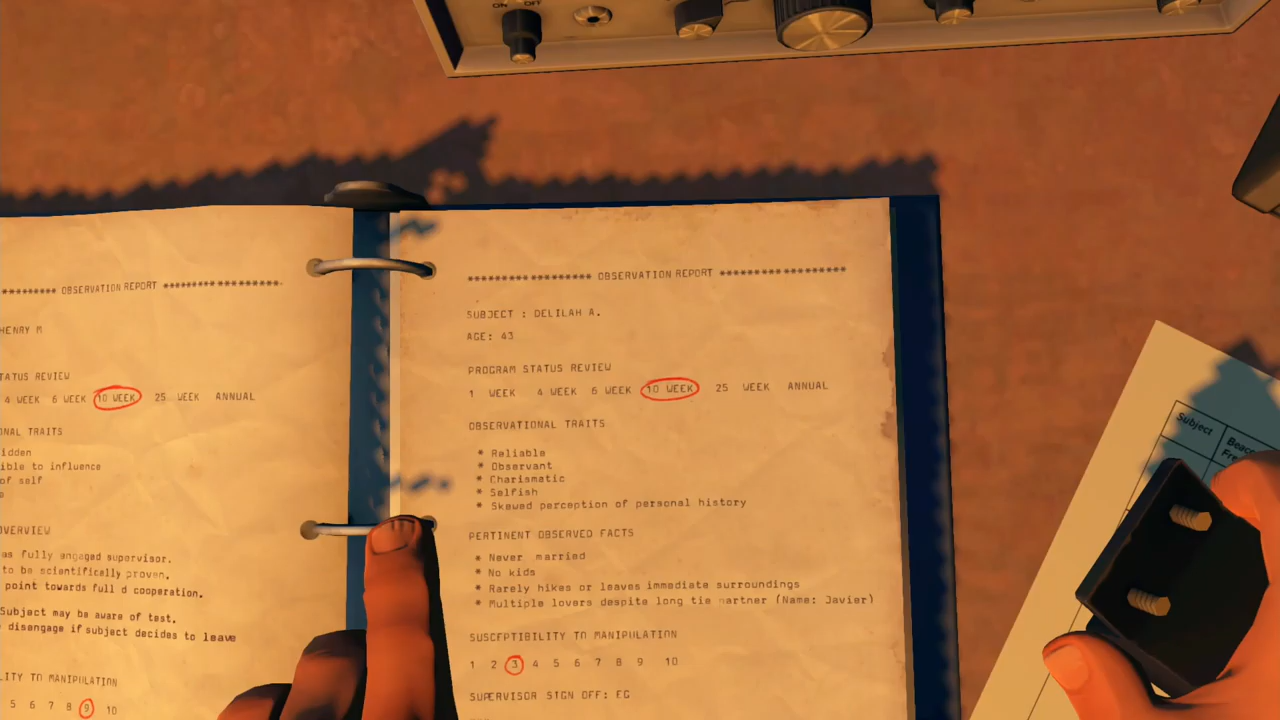 ON OFF
********* OBSERVATION REPORT *****************
HENRY M
TATUS REVIEW
4 WEEK 6 WEEK 10 WEEK 25 WEEK ANNUAL
ONAL TRAITS
idden
ible to influence
of self
OVERVIEW
as fully engaged supervisor.
to be scientifically proven.
point towards full d cooperation.
Subject may be aware of test.
disengage if subject decides to leave
LITY TO MANIPULATION
5 6 7 8 9 10
****************** OBSERVATION REPORT ******************
SUBJECT : DELILAH A.
AGE: 43
PROGRAM STATUS REVIEW
1 WEEK 4 WEEK 6 WEEK 10 WEEK 25 WEEK ANNUAL
OBSERVATIONAL TRAITS
* Reliable
* Observant
* Charismatic
* Selfish
* Skewed perception of personal history
PERTINENT OBSERVED FACTS
* Never married
* No kids
* Rarely hikes or leaves immediate surroundings
* Multiple lovers despite long tie partner (Name: Javier)
SUSCEPTIBILITY TO MANIPULATION
1 2 3 4 5 6 7 8 9 10
SUPERVISOR SIGN OFF: EG
Subject